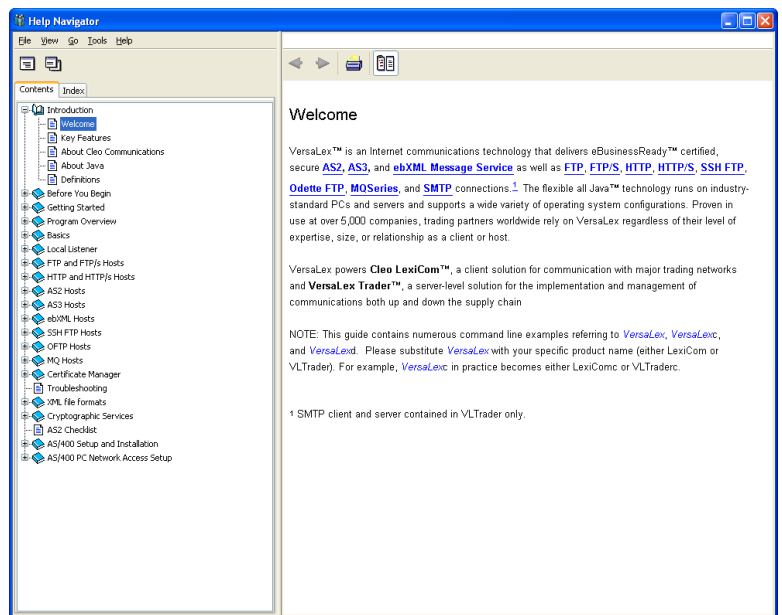 Help Navigator
File View Go Tools Help
Contents Index
Introduction
Welcome
Key Features
About Cleo Communications
About Java
Definitions
Before You Begin
Getting Started
Program Overview
Basics
Local Listener
FTP and FTP/s Hosts
HTTP and HTTP/s Hosts
AS2 Hosts
AS3 Hosts
ebXML Hosts
SSH FTP Hosts
OFTP Hosts
MQ Hosts
Certificate Manager
Troubleshooting
XML file formats
Cryptographic Services
AS2 Checklist
AS/400 Setup and Installation
AS/400 PC Network Access Setup
Welcome
VersaLex™ is an Internet communications technology that delivers eBusinessReady™ certified,
secure AS2, AS3, and ebXML Message Service as well as FTP, FTP/S, HTTP, HTTP/S, SSH FTP,
Odette FTP, MQSeries, and SMTP connections.1 The flexible all Java™ technology runs on industry-
standard PCs and servers and supports a wide variety of operating system configurations. Proven in
use at over 5,000 companies, trading partners worldwide rely on VersaLex regardless of their level of
expertise, size, or relationship as a client or host.
VersaLex powers Cleo LexiCom™, a client solution for communication with major trading networks
and VersaLex Trader™, a server-level solution for the implementation and management of
communications both up and down the supply chain
NOTE: This guide contains numerous command line examples referring to VersaLex, VersaLexc,
and VersaLexd. Please substitute VersaLex with your specific product name (either LexiCom or
VLTrader). For example, VersaLexc in practice becomes either LexiComc or VLTraderc.
1 SMTP client and server contained in VLTrader only.